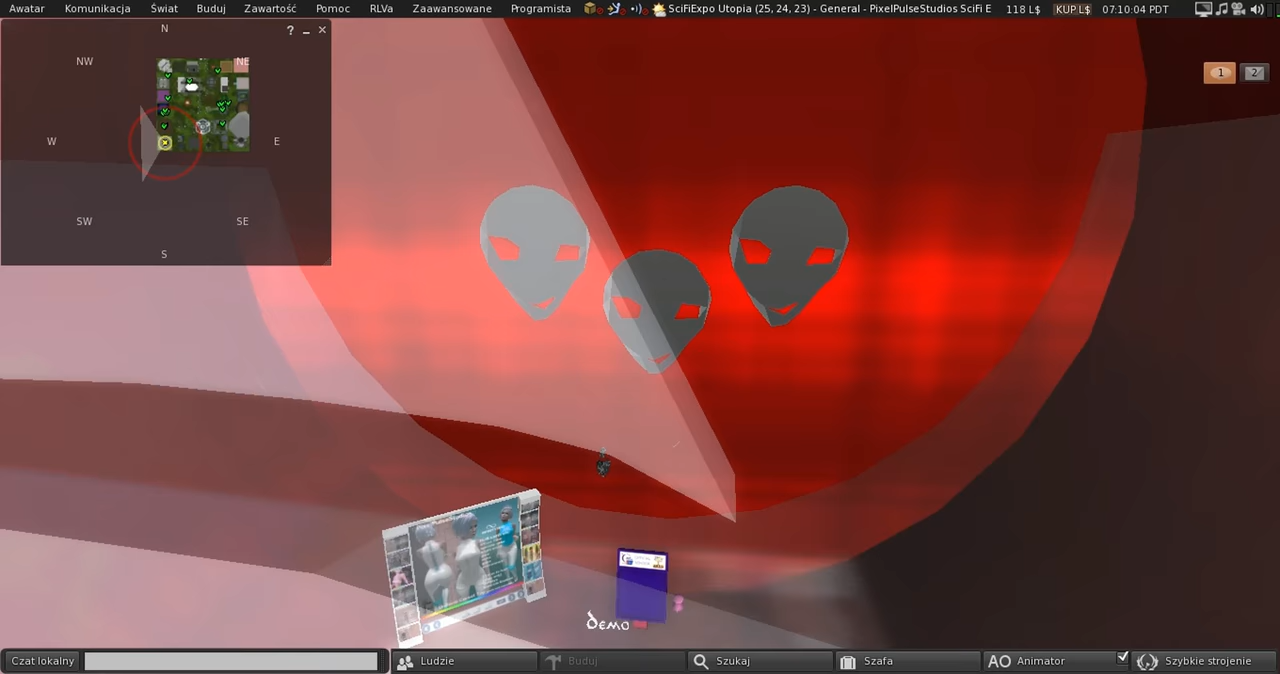 Awatar Komunikacja Świat Buduj Zawartość Pomoc RLVa Zaawansowane Programista SciFiExpo Utopia (25, 24, 23) - General - PixelPulseStudios SciFi E 118 L$ KUP L$ 07:10:04 PDT
N ? _ ×
NW NE
1 2
W E
SW SE
S
Demo
Czat lokalny Ludzie Buduj Szukaj Szafa AO Animator Szybkie strojenie